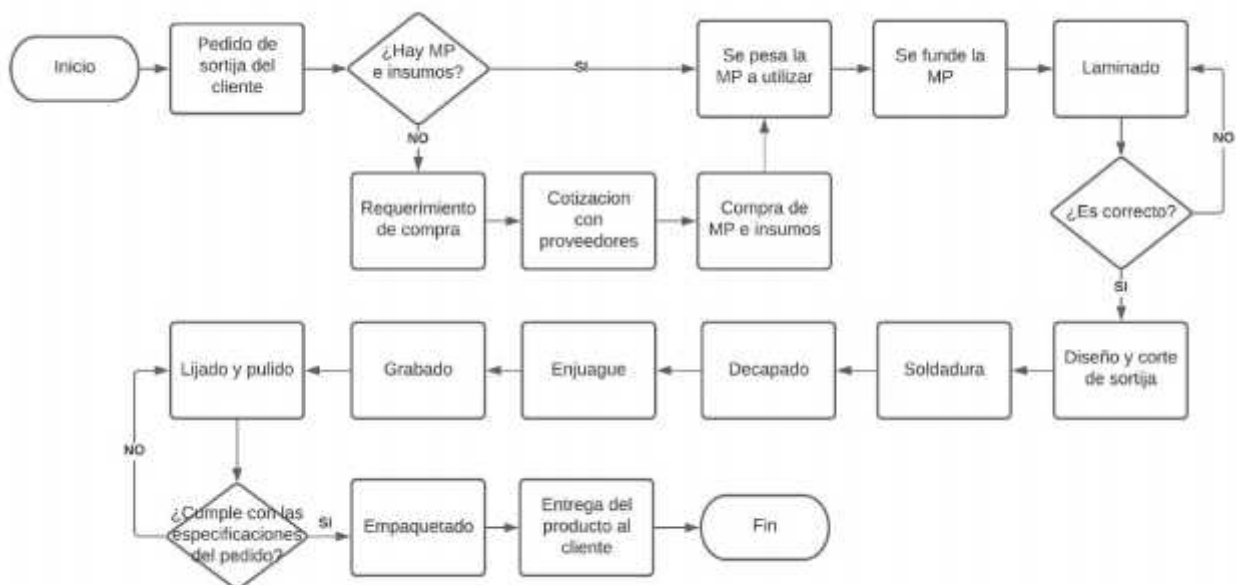 Inicio
Pedido de
sortija del
cliente
¿Hay MP
e insumos?
SI
Se pesa la
MP a utilizar
Se funde la
MP
Laminado
NO
NO
Requerimiento
de compra
Cotizacion
con
proveedores
Compra de
MP e insumos
¿Es correcto?
SI
Diseño y corte
de sortija
Soldadura
Decapado
Enjuague
Grabado
Lijado y pulido
NO
¿Cumple con las
especificaciones
del pedido?
SI
Empaquetado
Entrega del
producto al
cliente
Fin